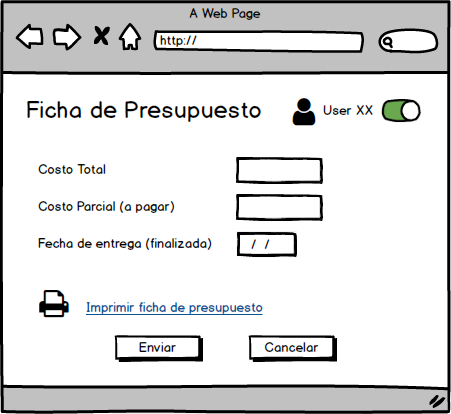 A Web Page
http://
Ficha de Presupuesto
User XX
Costo Total
Costo Parcial (a pagar)
Fecha de entrega (finalizada)
/ /
Imprimir ficha de presupuesto
Enviar
Cancelar